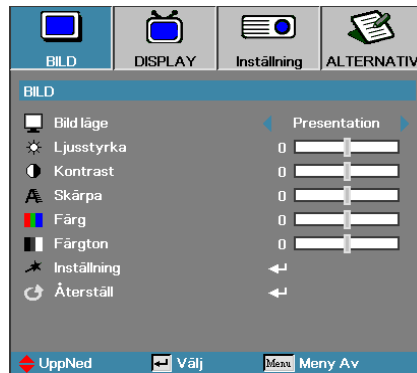 BILD DISPLAY Inställning ALTERNATIV
BILD
Bild läge Presentation
Ljusstyrka 0
Kontrast 0
Skärpa 0
Färg 0
Färgton 0
Inställning
Återställ
UppNed Välj Menu Meny Av